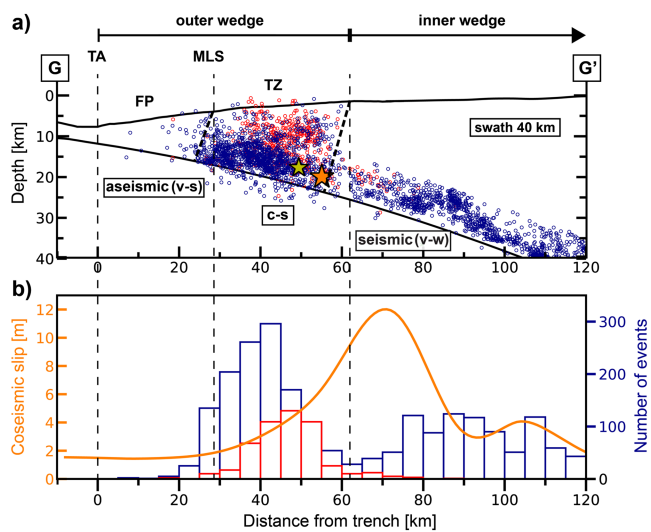 outer wedge inner wedge
a)
TA MLS
G G'
FP TZ
0
10
20
30
40
Depth [km]
swath 40 km
aseismic (v-s)
c-s
seismic (v-w)
0 20 40 60 80 100 120
b)
12
10
8
6
4
2
0
Coseismic slip [m]
300
200
100
0
Number of events
0 20 40 60 80 100 120
Distance from trench [km]